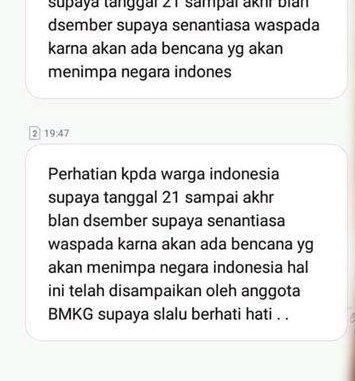 supaya tanggal 21 sampai akhr blan
dsember supaya senantiasa waspada
karna akan ada bencana yg akan
menimpa negara indones
2 19:47
Perhatian kpda warga indonesia
supaya tanggal 21 sampai akhr
blan dsember supaya senantiasa
waspada karna akan ada bencana yg
akan menimpa negara indonesia hal
ini telah disampaikan oleh anggota
BMKG supaya slalu berhati hati . .